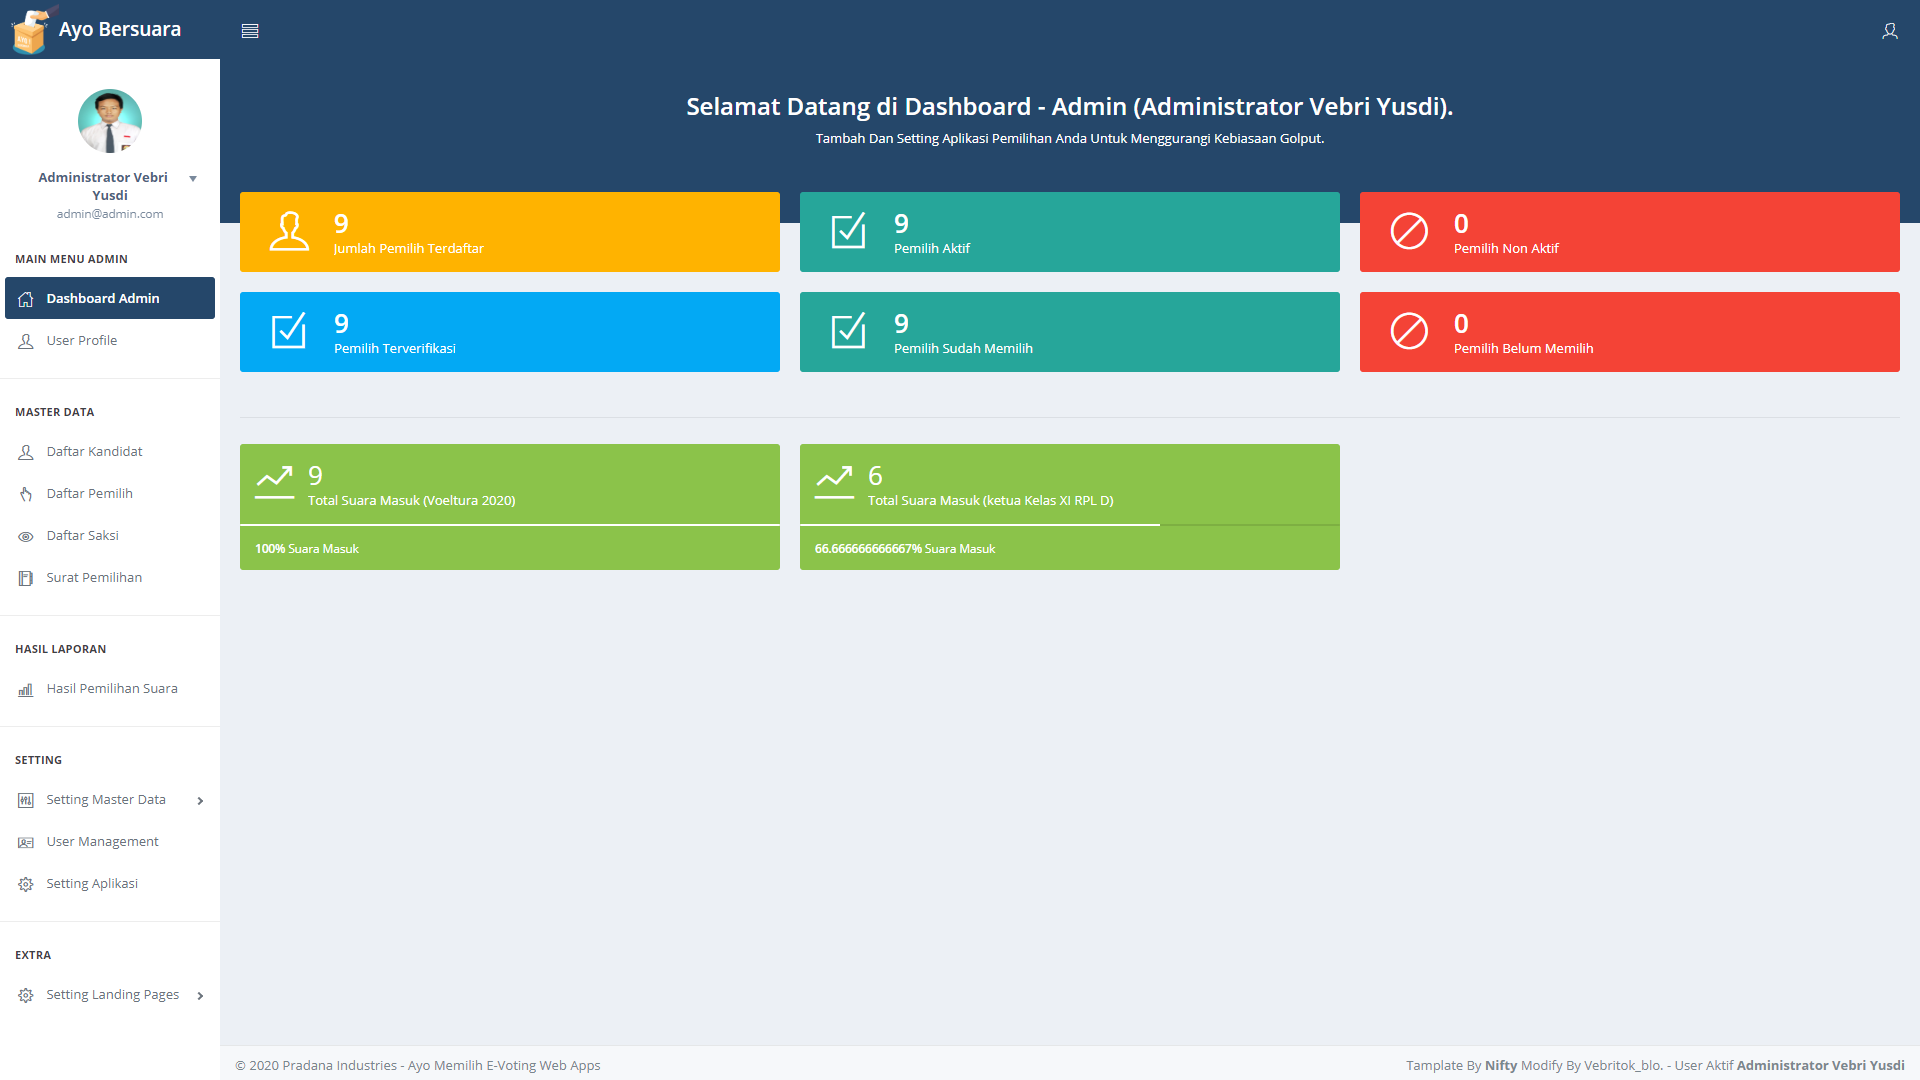 Ayo Bersuara
Administrator Vebri
Yusdi
admin@admin.com
MAIN MENU ADMIN
Dashboard Admin
User Profile
MASTER DATA
Daftar Kandidat
Daftar Pemilih
Daftar Saksi
Surat Pemilihan
HASIL LAPORAN
Hasil Pemilihan Suara
SETTING
Setting Master Data
User Management
Setting Aplikasi
EXTRA
Setting Landing Pages
Selamat Datang di Dashboard - Admin (Administrator Vebri Yusdi).
Tambah Dan Setting Aplikasi Pemilihan Anda Untuk Menggurangi Kebiasaan Golput.
9
Jumlah Pemilih Terdaftar
9
Pemilih Aktif
0
Pemilih Non Aktif
9
Pemilih Terverifikasi
9
Pemilih Sudah Memilih
0
Pemilih Belum Memilih
9
Total Suara Masuk (Voeltura 2020)
100% Suara Masuk
6
Total Suara Masuk (ketua Kelas XI RPL D)
66.666666666667% Suara Masuk
© 2020 Pradana Industries - Ayo Memilih E-Voting Web Apps
Tamplate By Nifty Modify By Vebritok_blo. - User Aktif Administrator Vebri Yusdi